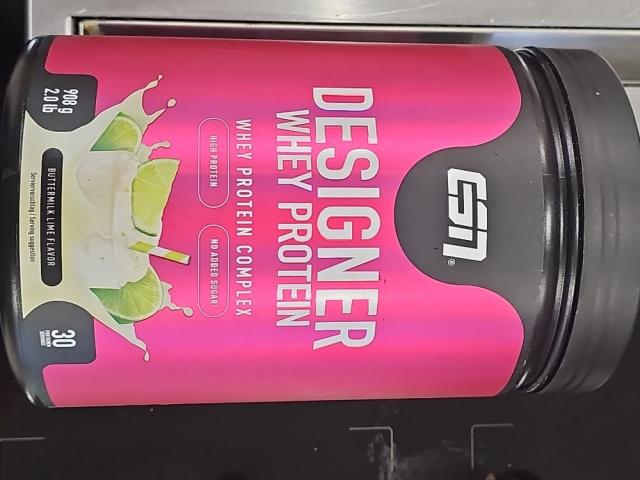 ESN®
DESIGNER
WHEY PROTEIN
WHEY PROTEIN COMPLEX
HIGH PROTEIN
NO ADDED SUGAR
908 g
2.0 lb
BUTTERMILK LIME FLAVOR
Serviervorschlag / Serving suggestion
30